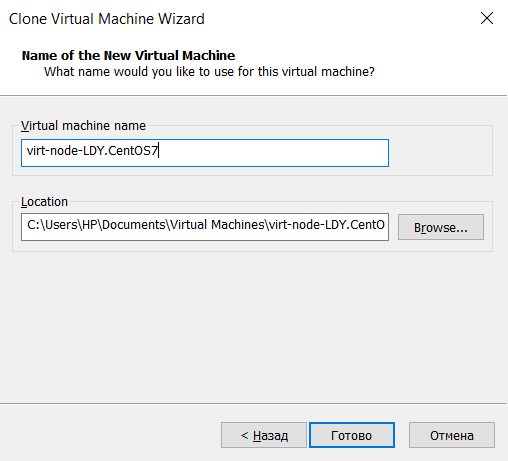 Clone Virtual Machine Wizard
Name of the New Virtual Machine
What name would you like to use for this virtual machine?
Virtual machine name
virt-node-LDY.CentOS7
Location
C:\Users\HP\Documents\Virtual Machines\virt-node-LDY.CentO
Browse...
< Назад
Готово
Отмена